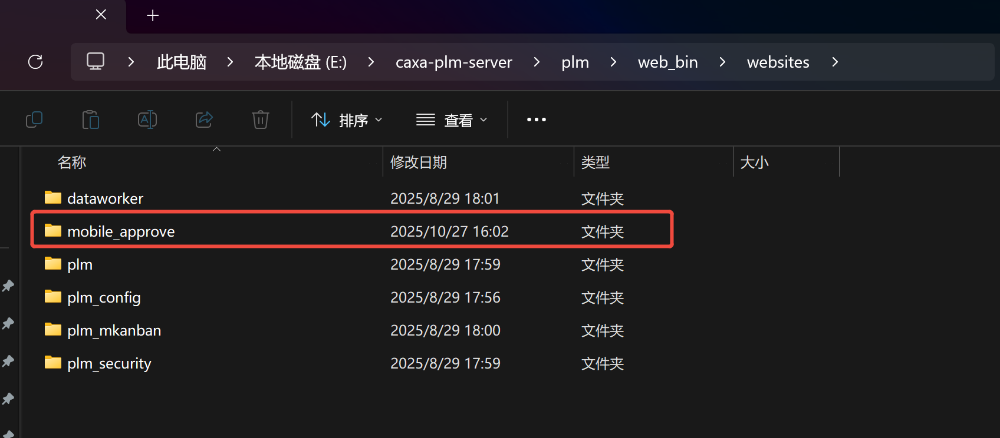 此电脑 本地磁盘 (E:) caxa-plm-server plm web_bin websites
排序 查看
名称 修改日期 类型 大小
dataworker 2025/8/29 18:01 文件夹
mobile_approve 2025/10/27 16:02 文件夹
plm 2025/8/29 17:59 文件夹
plm_config 2025/8/29 17:56 文件夹
plm_mkanban 2025/8/29 18:00 文件夹
plm_security 2025/8/29 17:59 文件夹